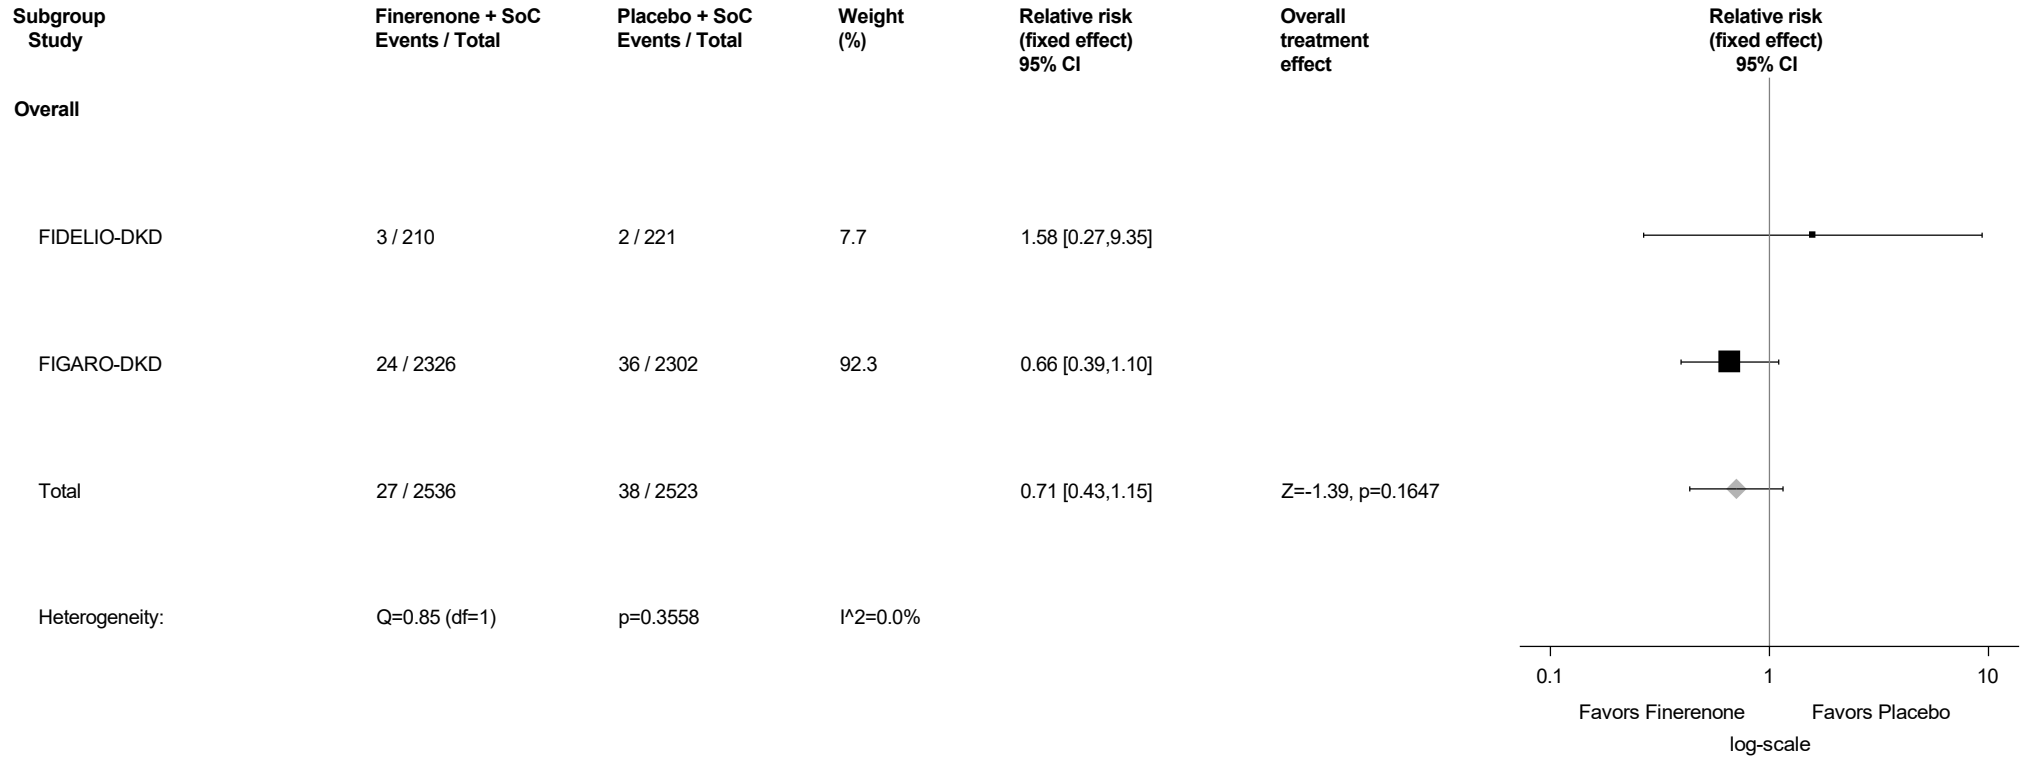 Subgroup Finerenone + SoC Placebo + SoC Weight Relative risk Overall Relative risk
Study Events / Total Events / Total (%) (fixed effect) treatment (fixed effect)
95% CI effect 95% CI
Overall
FIDELIO-DKD 3 / 210 2 / 221 7.7 1.58 [0.27,9.35]
FIGARO-DKD 24 / 2326 36 / 2302 92.3 0.66 [0.39,1.10]
Total 27 / 2536 38 / 2523 0.71 [0.43,1.15] Z=-1.39, p=0.1647
Heterogeneity: Q=0.85 (df=1) p=0.3558 I^2=0.0%
0.1 1 10
Favors Finerenone Favors Placebo
log-scale